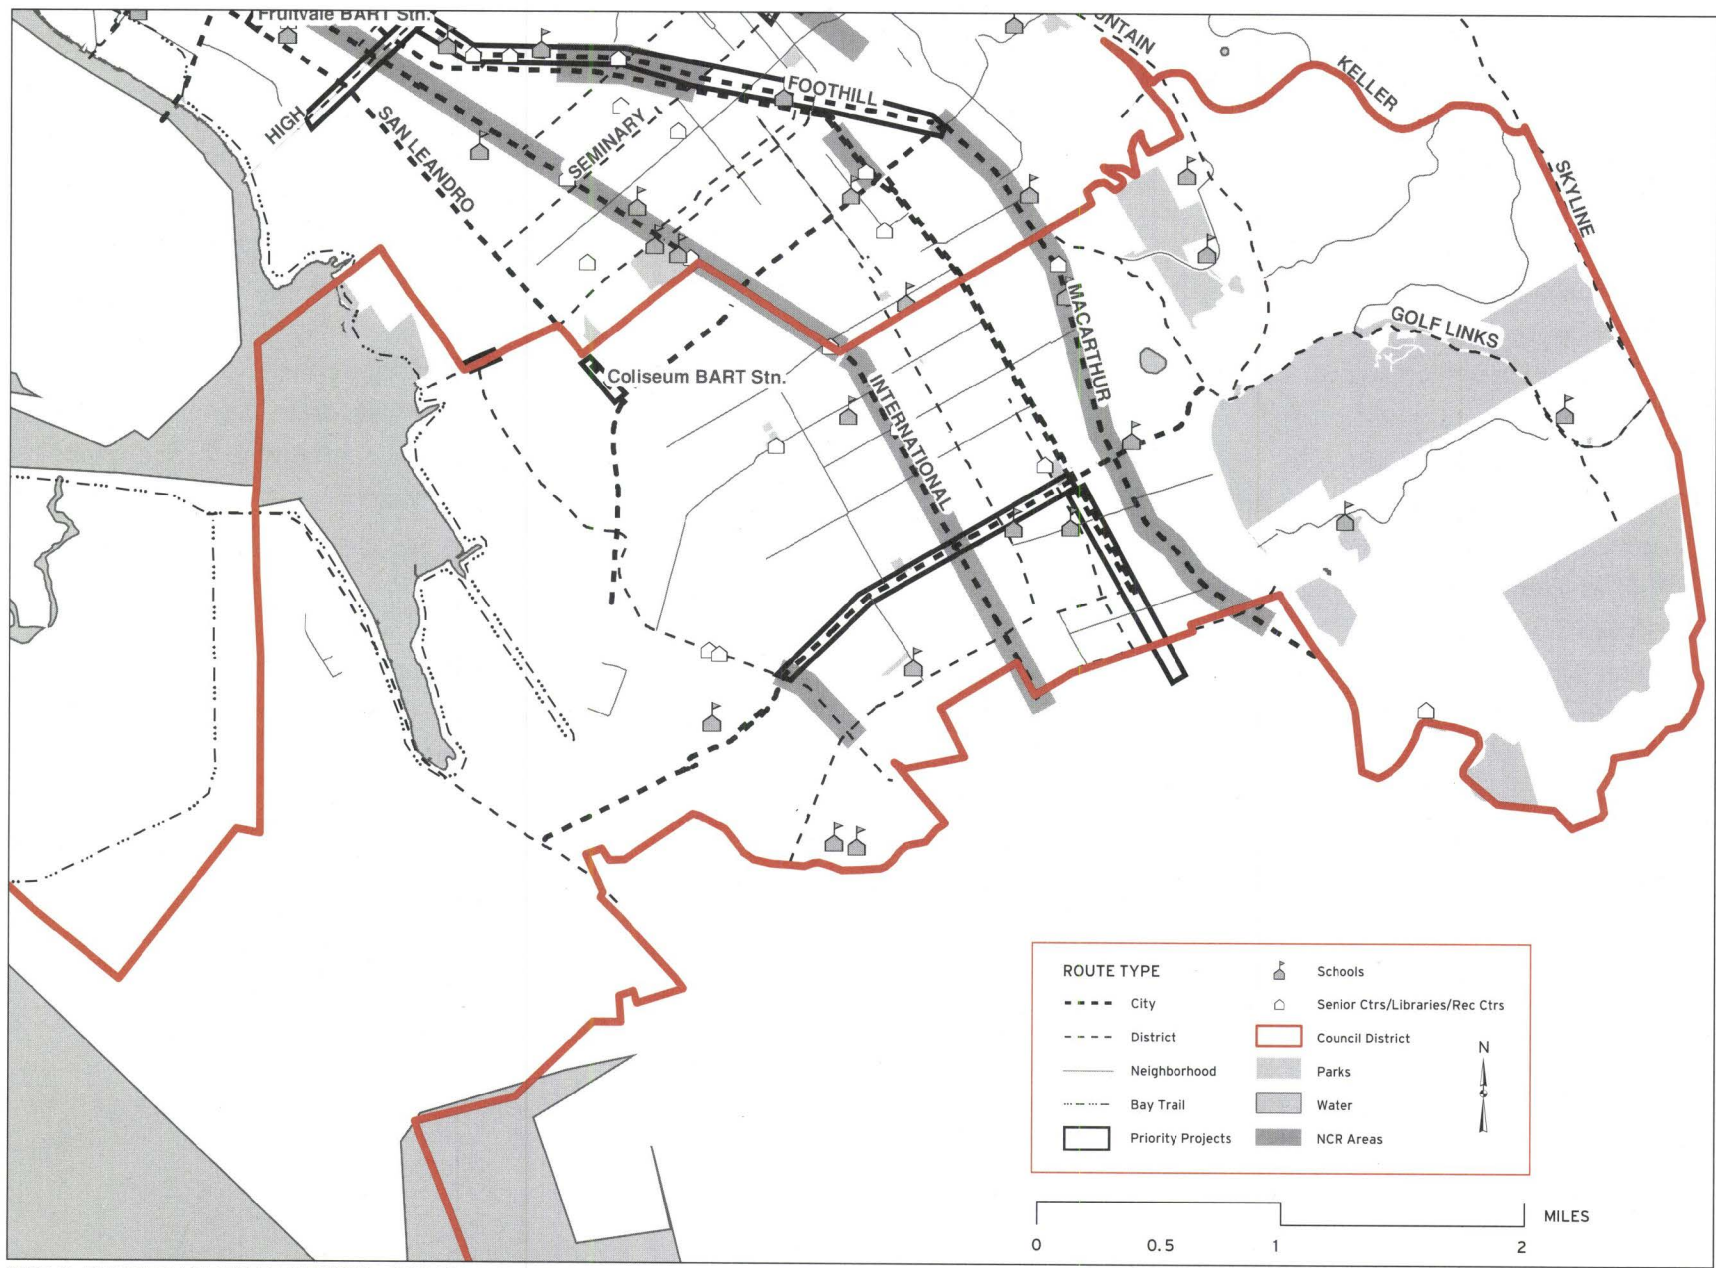 Fruitvale BART Stn.
HIGH
SAN LEANDRO
SEMINARY
FOOTHILL
KELLER
SKYLINE
GOLF LINKS
MACARTHUR
INTERNATIONAL
Coliseum BART Stn.
ROUTE TYPE
City
District
Neighborhood
Bay Trail
Priority Projects
Schools
Senior Ctrs/Libraries/Rec Ctrs
Council District
Parks
Water
NCR Areas
N
MILES
0 0.5 1 2